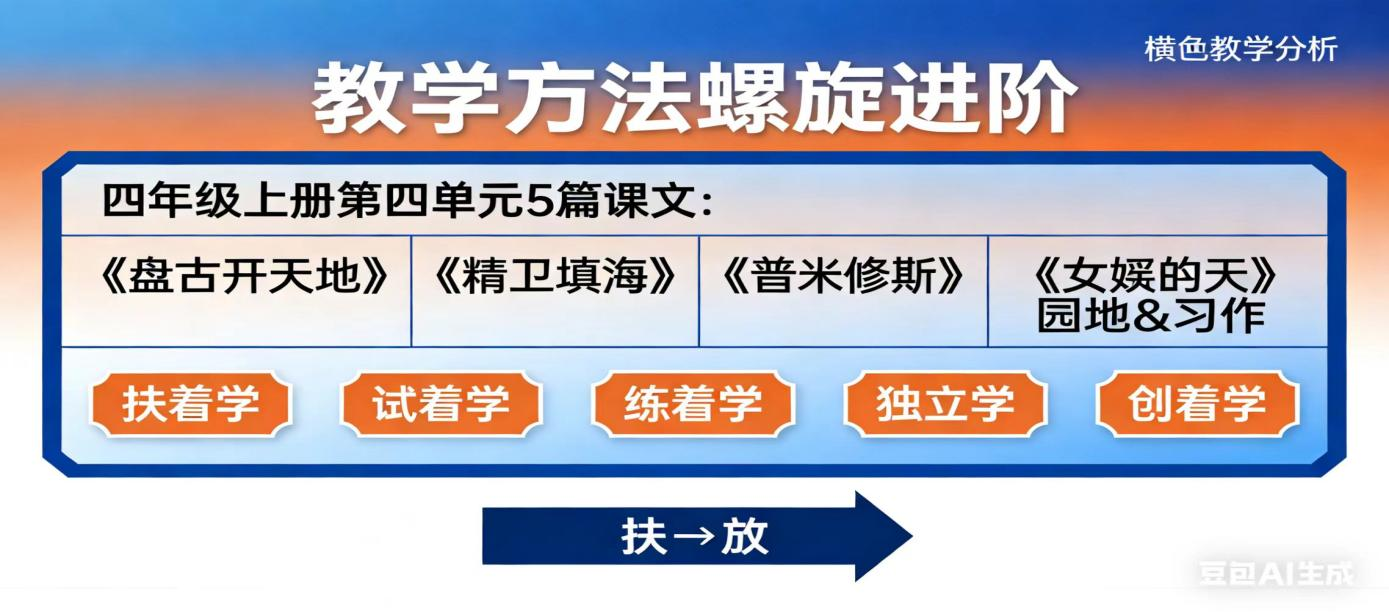 横色教学分析
教学方法螺旋进阶
四年级上册第四单元5篇课文：
《盘古开天地》
《精卫填海》
《普米修斯》
《女娱的天》
园地&习作
扶着学
试着学
练着学
独立学
创着学
扶→放
豆包AI生成